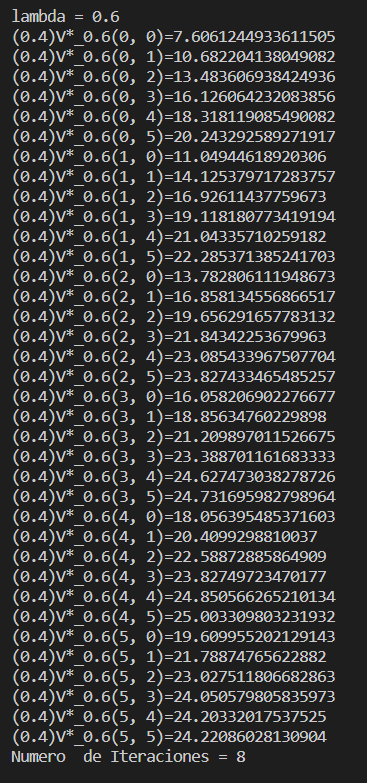 lambda = 0.6
(0.4)V*_0.6(0, 0)=7.6061244933611505
(0.4)V*_0.6(0, 1)=10.682204138049082
(0.4)V*_0.6(0, 2)=13.483606938424936
(0.4)V*_0.6(0, 3)=16.126064232083856
(0.4)V*_0.6(0, 4)=18.318119085490082
(0.4)V*_0.6(0, 5)=20.243292589271917
(0.4)V*_0.6(1, 0)=11.04944618920306
(0.4)V*_0.6(1, 1)=14.125379717283757
(0.4)V*_0.6(1, 2)=16.92611437759673
(0.4)V*_0.6(1, 3)=19.118180773419194
(0.4)V*_0.6(1, 4)=21.04335710259182
(0.4)V*_0.6(1, 5)=22.285371385241703
(0.4)V*_0.6(2, 0)=13.782806111948673
(0.4)V*_0.6(2, 1)=16.858134556866517
(0.4)V*_0.6(2, 2)=19.656291657783132
(0.4)V*_0.6(2, 3)=21.84342253679963
(0.4)V*_0.6(2, 4)=23.085433967507704
(0.4)V*_0.6(2, 5)=23.827433465485257
(0.4)V*_0.6(3, 0)=16.058206902276677
(0.4)V*_0.6(3, 1)=18.85634760229898
(0.4)V*_0.6(3, 2)=21.209897011526675
(0.4)V*_0.6(3, 3)=23.388701161683333
(0.4)V*_0.6(3, 4)=24.627473038278726
(0.4)V*_0.6(3, 5)=24.731695982798964
(0.4)V*_0.6(4, 0)=18.056395485371603
(0.4)V*_0.6(4, 1)=20.4099298810037
(0.4)V*_0.6(4, 2)=22.58872885864909
(0.4)V*_0.6(4, 3)=23.82749723470177
(0.4)V*_0.6(4, 4)=24.850566265210134
(0.4)V*_0.6(4, 5)=25.003309803231932
(0.4)V*_0.6(5, 0)=19.609955202129143
(0.4)V*_0.6(5, 1)=21.78874765622882
(0.4)V*_0.6(5, 2)=23.027511806682863
(0.4)V*_0.6(5, 3)=24.050579805835973
(0.4)V*_0.6(5, 4)=24.20332017537525
(0.4)V*_0.6(5, 5)=24.22086028130904
Numero  de Iteraciones = 8